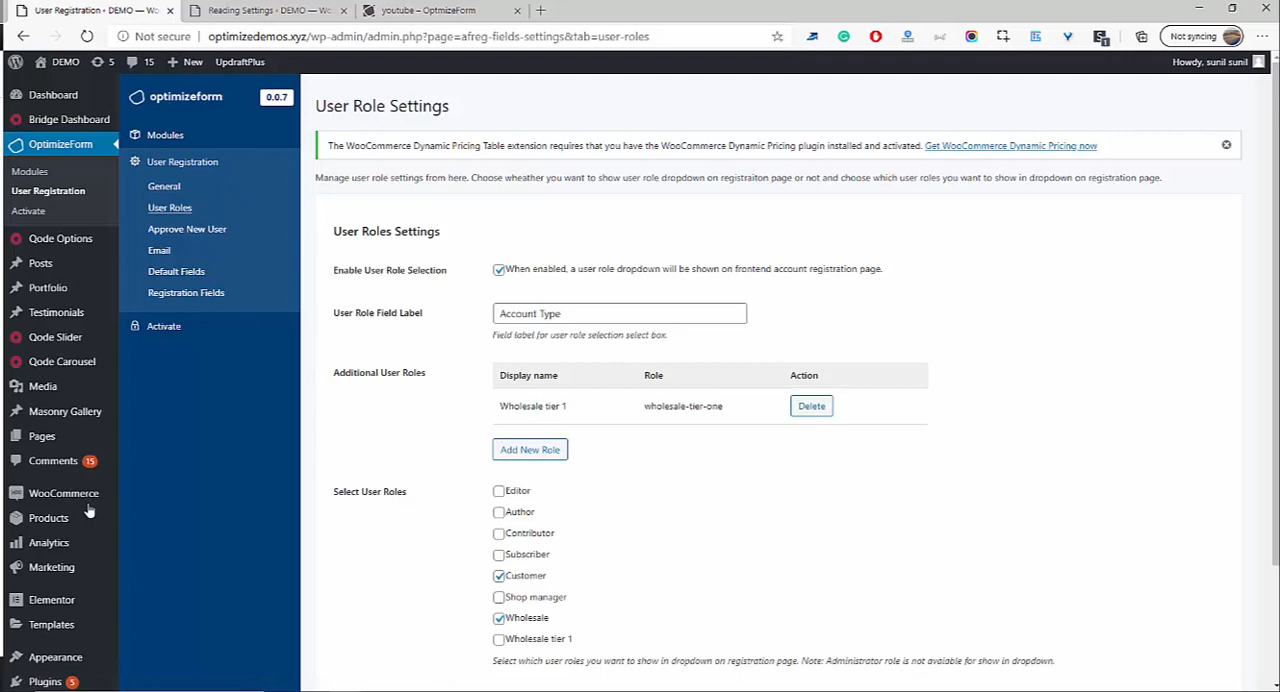 User Registration ‹ DEMO — Wo
Reading Settings ‹ DEMO — Wo
youtube – OptmizeForm
Not secure
optimizedemos.xyz/wp-admin/admin.php?page=afreg-fields-settings&tab=user-roles
Not syncing
DEMO
5
15
New
UpdraftPlus
Howdy, sunil sunil
Dashboard
Bridge Dashboard
OptimizeForm
Modules
User Registration
Activate
Qode Options
Posts
Portfolio
Testimonials
Qode Slider
Qode Carousel
Media
Masonry Gallery
Pages
Comments 15
WooCommerce
Products
Analytics
Marketing
Elementor
Templates
Appearance
Plugins 5
optimizeform
0.0.7
Modules
User Registration
General
User Roles
Approve New User
Email
Default Fields
Registration Fields
Activate
User Role Settings
The WooCommerce Dynamic Pricing Table extension requires that you have the WooCommerce Dynamic Pricing plugin installed and activated. Get WooCommerce Dynamic Pricing now
Manage user role settings from here. Choose wheather you want to show user role dropdown on registraiton page or not and choose which user roles you want to show in dropdown on registration page.
User Roles Settings
Enable User Role Selection
When enabled, a user role dropdown will be shown on frontend account registration page.
User Role Field Label
Account Type
Field label for user role selection select box.
Additional User Roles
Display name Role Action
Wholesale tier 1 wholesale-tier-one Delete
Add New Role
Select User Roles
Editor
Author
Contributor
Subscriber
Customer
Shop manager
Wholesale
Wholesale tier 1
Select which user roles you want to show in dropdown on registration page. Note: Administrator role is not available for show in dropdown.